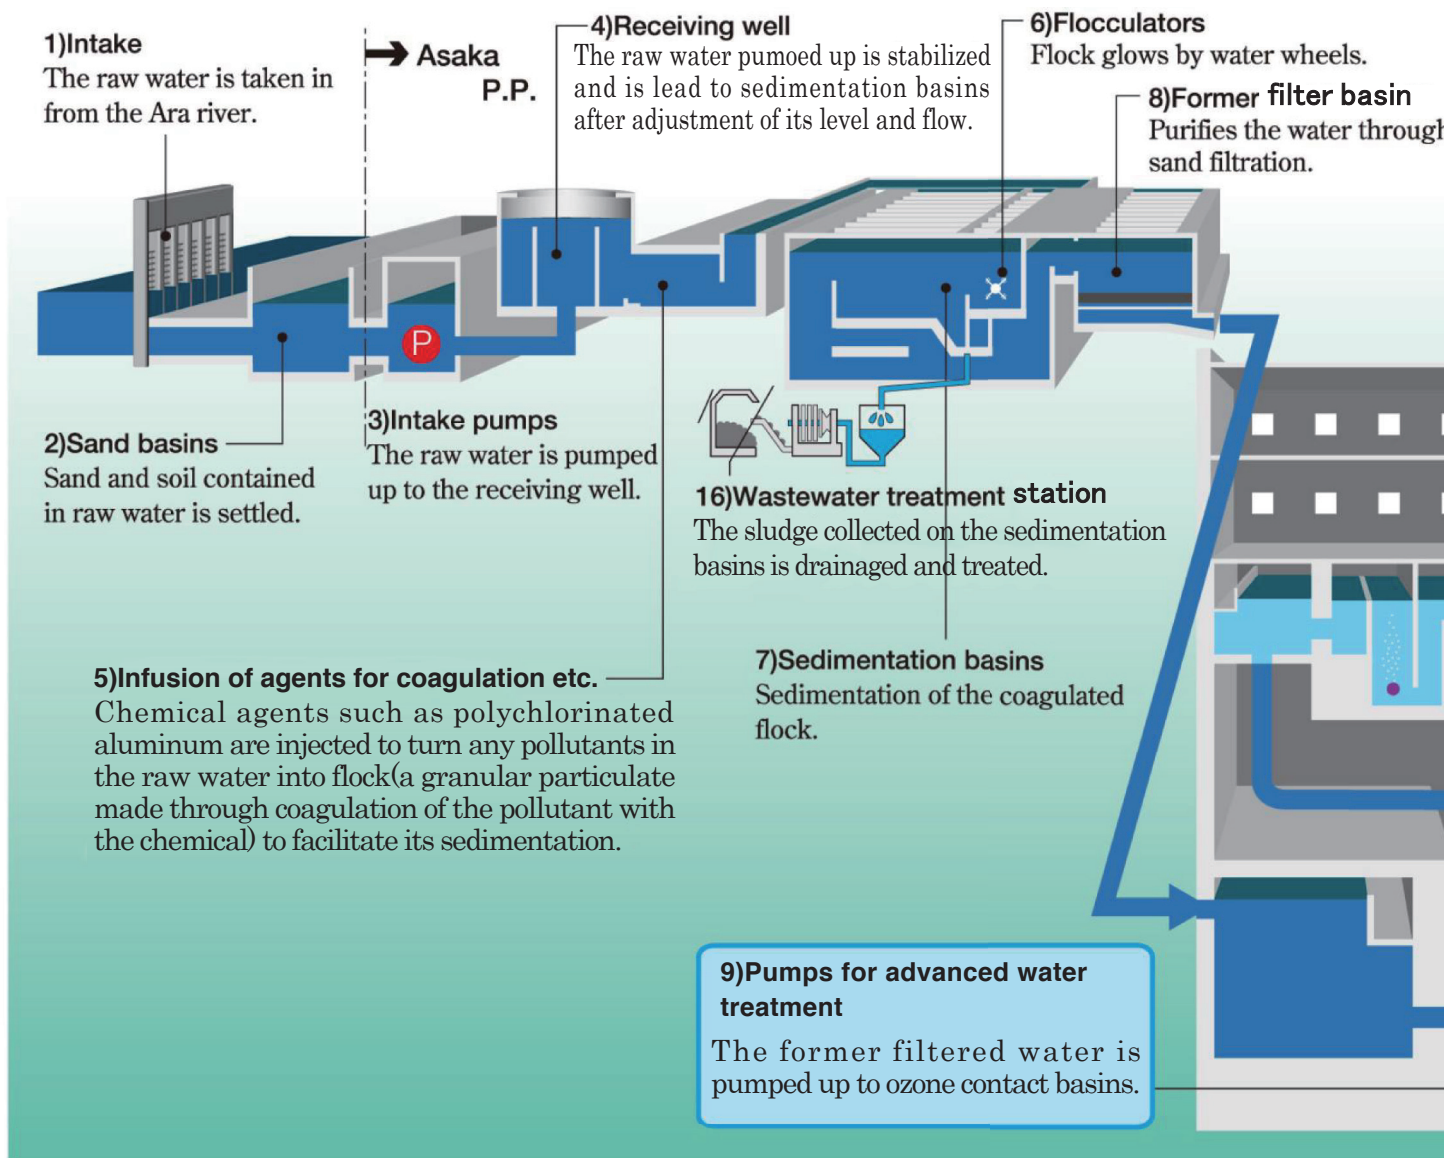 1)Intake
The raw water is taken in
from the Ara river.
Asaka
P.P.
4)Receiving well
The raw water pumoed up is stabilized
and is lead to sedimentation basins
after adjustment of its level and flow.
6)Flocculators
Flock glows by water wheels.
8)Former filter basin
Purifies the water through
sand filtration.
P
2)Sand basins
Sand and soil contained
in raw water is settled.
3)Intake pumps
The raw water is pumped
up to the receiving well.
16)Wastewater treatment station
The sludge collected on the sedimentation
basins is drainaged and treated.
5)Infusion of agents for coagulation etc.
Chemical agents such as polychlorinated
aluminum are injected to turn any pollutants in
the raw water into flock(a granular particulate
made through coagulation of the pollutant with
the chemical) to facilitate its sedimentation.
7)Sedimentation basins
Sedimentation of the coagulated
flock.
9)Pumps for advanced water
treatment
The former filtered water is
pumped up to ozone contact basins.